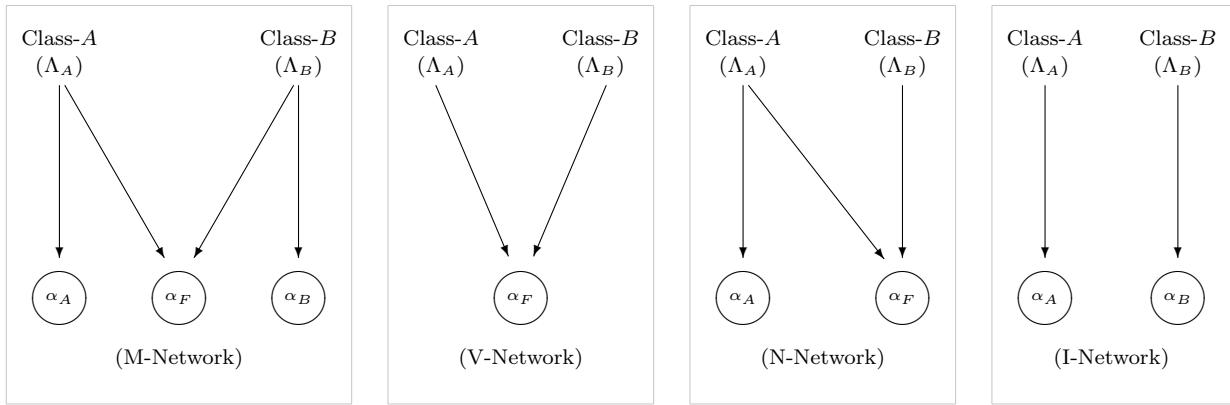 Class-A Class-B
(Λ_A) (Λ_B)
α_A α_F α_B
(M-Network)
Class-A Class-B
(Λ_A) (Λ_B)
α_F
(V-Network)
Class-A Class-B
(Λ_A) (Λ_B)
α_A α_F
(N-Network)
Class-A Class-B
(Λ_A) (Λ_B)
α_A α_B
(I-Network)